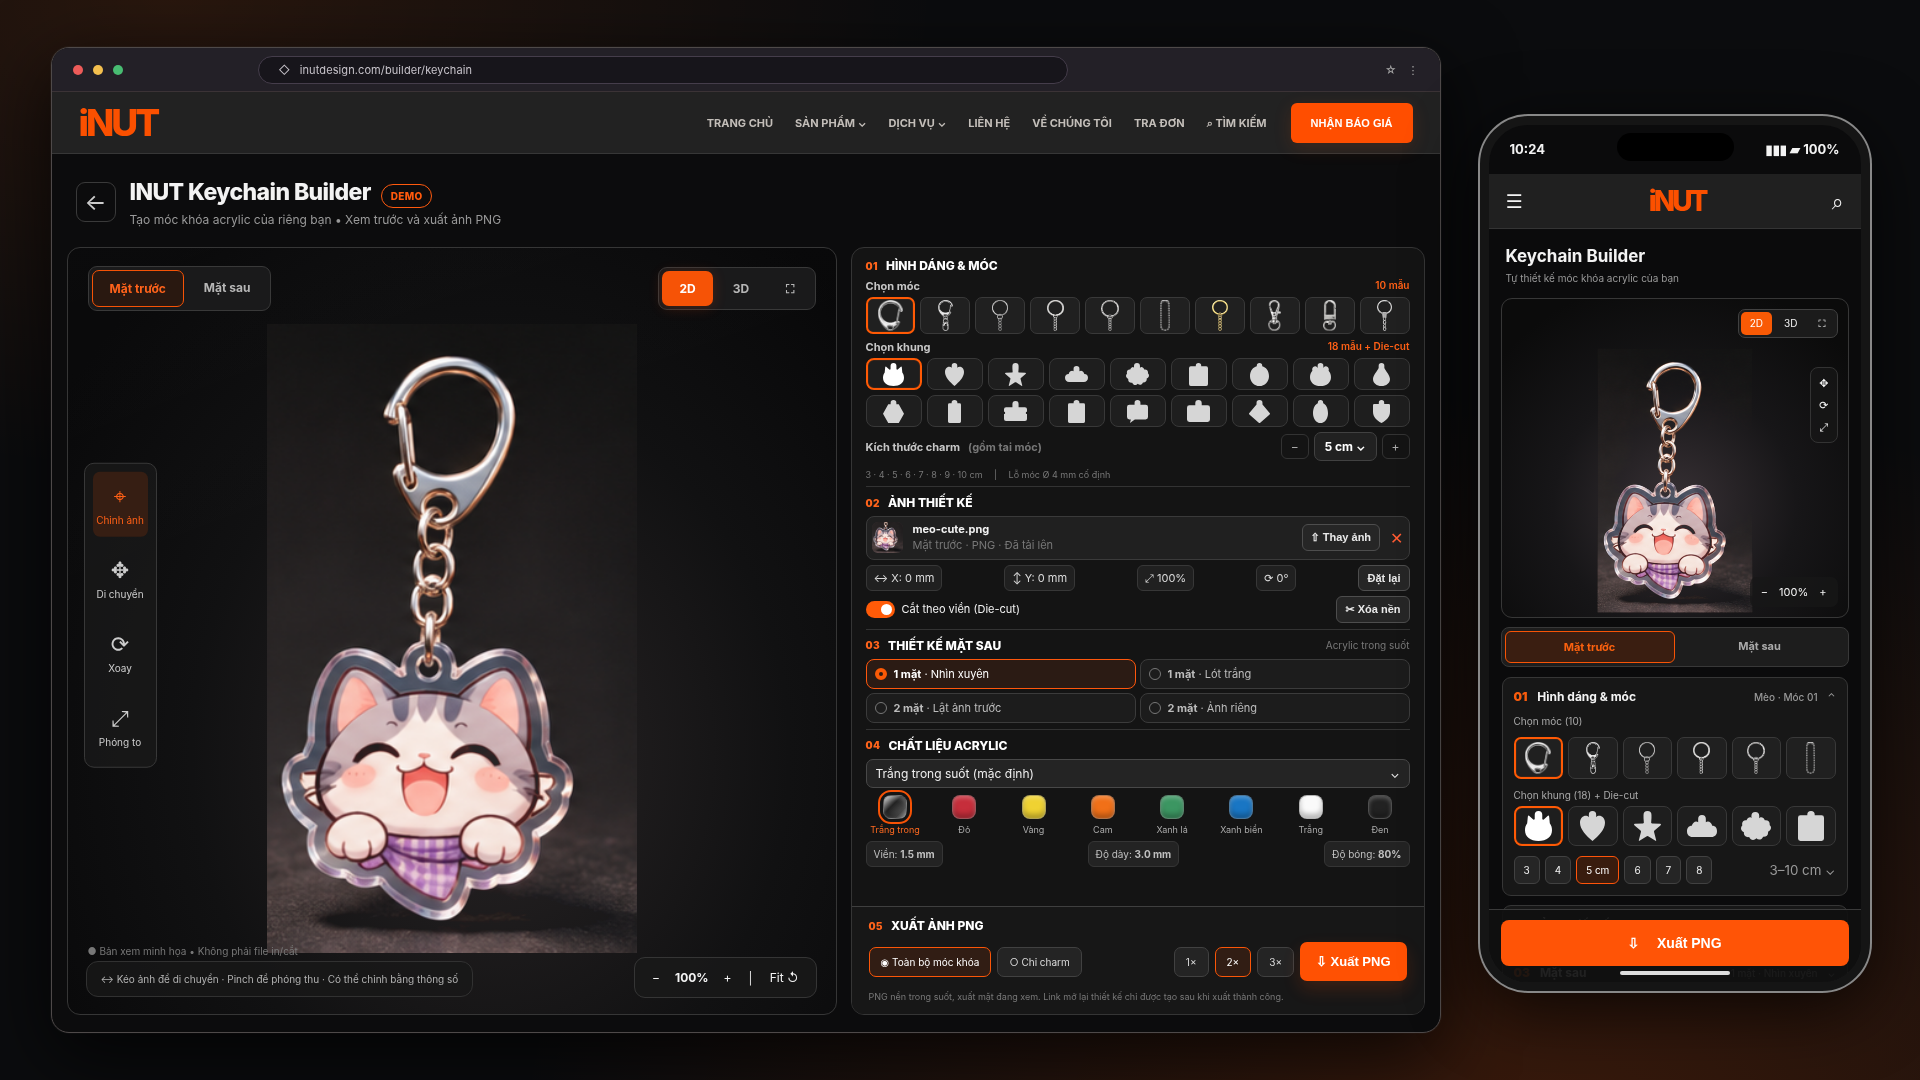 inutdesign.com/builder/keychain
iNUT
TRANG CHỦ SẢN PHẨM DỊCH VỤ LIÊN HỆ VỀ CHÚNG TÔI TRA ĐƠN TÌM KIẾM NHẬN BÁO GIÁ
INUT Keychain Builder DEMO
Tạo móc khóa acrylic của riêng bạn • Xem trước và xuất ảnh PNG
Mặt trước Mặt sau
2D 3D
Chỉnh ảnh
Di chuyển
Xoay
Phóng to
Bản xem minh họa • Không phải file in/cắt
↔ Kéo ảnh để di chuyển · Pinch để phóng thu · Có thể chỉnh bằng thông số
− 100% + | Fit
01 HÌNH DÁNG & MÓC
Chọn móc 10 mẫu
Chọn khung 18 mẫu + Die-cut
Kích thước charm (gồm tai móc) − 5 cm +
3 · 4 · 5 · 6 · 7 · 8 · 9 · 10 cm | Lỗ móc Ø 4 mm cố định
02 ẢNH THIẾT KẾ
meo-cute.png
Mặt trước · PNG · Đã tải lên
Thay ảnh
X: 0 mm Y: 0 mm 100% 0° Đặt lại
Cắt theo viền (Die-cut) Xóa nền
03 THIẾT KẾ MẶT SAU Acrylic trong suốt
1 mặt · Nhìn xuyên 1 mặt · Lót trắng
2 mặt · Lật ảnh trước 2 mặt · Ảnh riêng
04 CHẤT LIỆU ACRYLIC
Trắng trong suốt (mặc định)
Trắng trong Đỏ Vàng Cam Xanh lá Xanh biển Trắng Đen
Viền: 1.5 mm Độ dày: 3.0 mm Độ bóng: 80%
05 XUẤT ẢNH PNG
Toàn bộ móc khóa Chỉ charm 1× 2× 3× Xuất PNG
PNG nền trong suốt, xuất mặt đang xem. Link mở lại thiết kế chỉ được tạo sau khi xuất thành công.
10:24 100%
iNUT
Keychain Builder
Tự thiết kế móc khóa acrylic của bạn
2D 3D
− 100% +
Mặt trước Mặt sau
01 Hình dáng & móc Mèo · Móc 01
Chọn móc (10)
Chọn khung (18) + Die-cut
3 4 5 cm 6 7 8 3–10 cm
Xuất PNG
03 Mặt sau